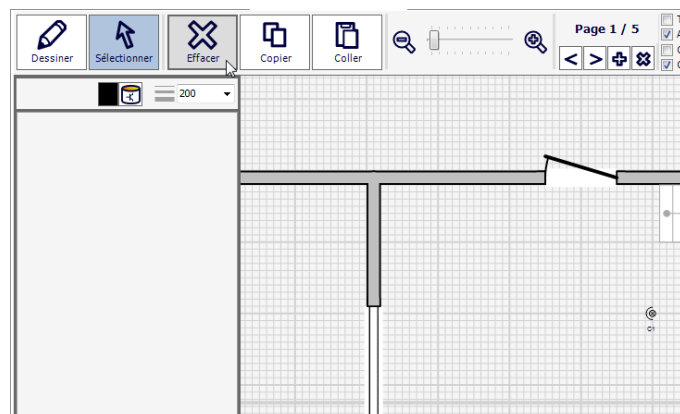 Dessiner
Sélectionner
Effacer
Copier
Coller
Page 1 / 5
200